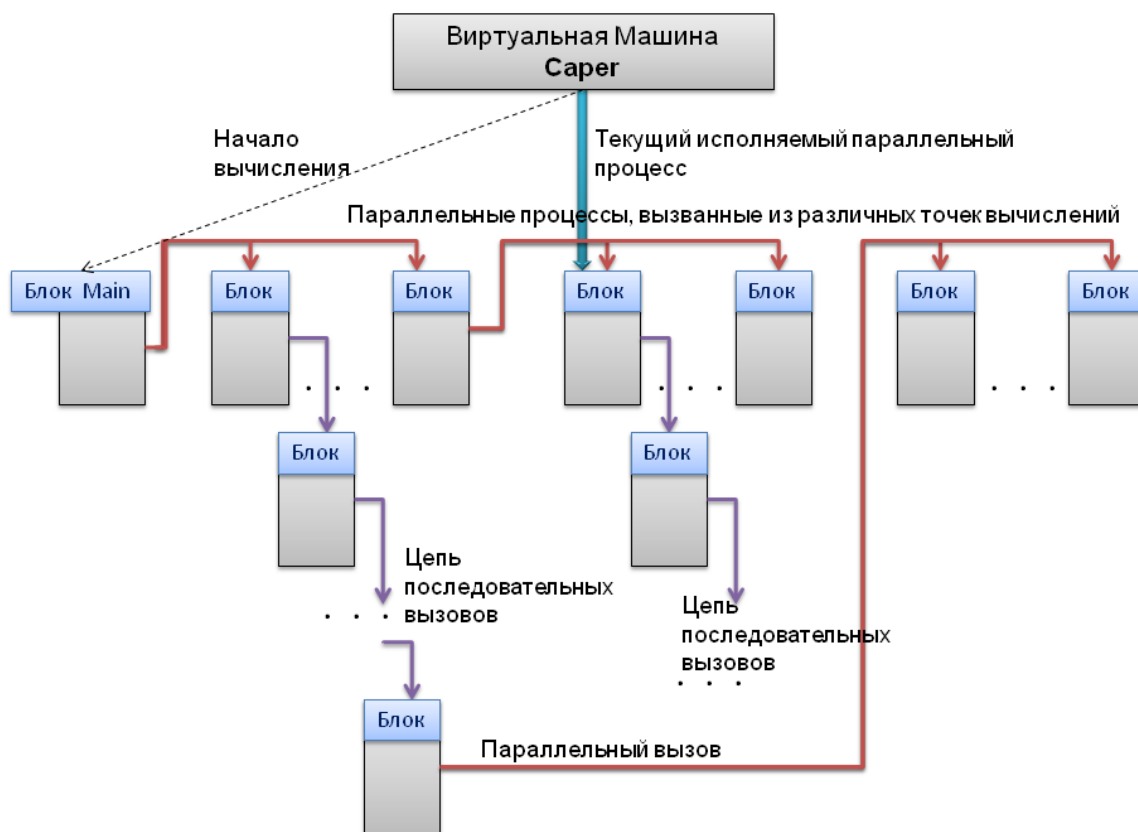 Виртуальная Машина
Caper
Начало
вычисления
Текущий исполняемый параллельный
процесс
Параллельные процессы, вызванные из различных точек вычислений
Блок Main
Блок
Блок
Блок
Блок
Блок
Блок
. . .
. . .
. . .
Блок
Блок
Цепь
последовательных
вызовов
. . .
Цепь
последовательных
вызовов
. . .
Блок
Параллельный вызов